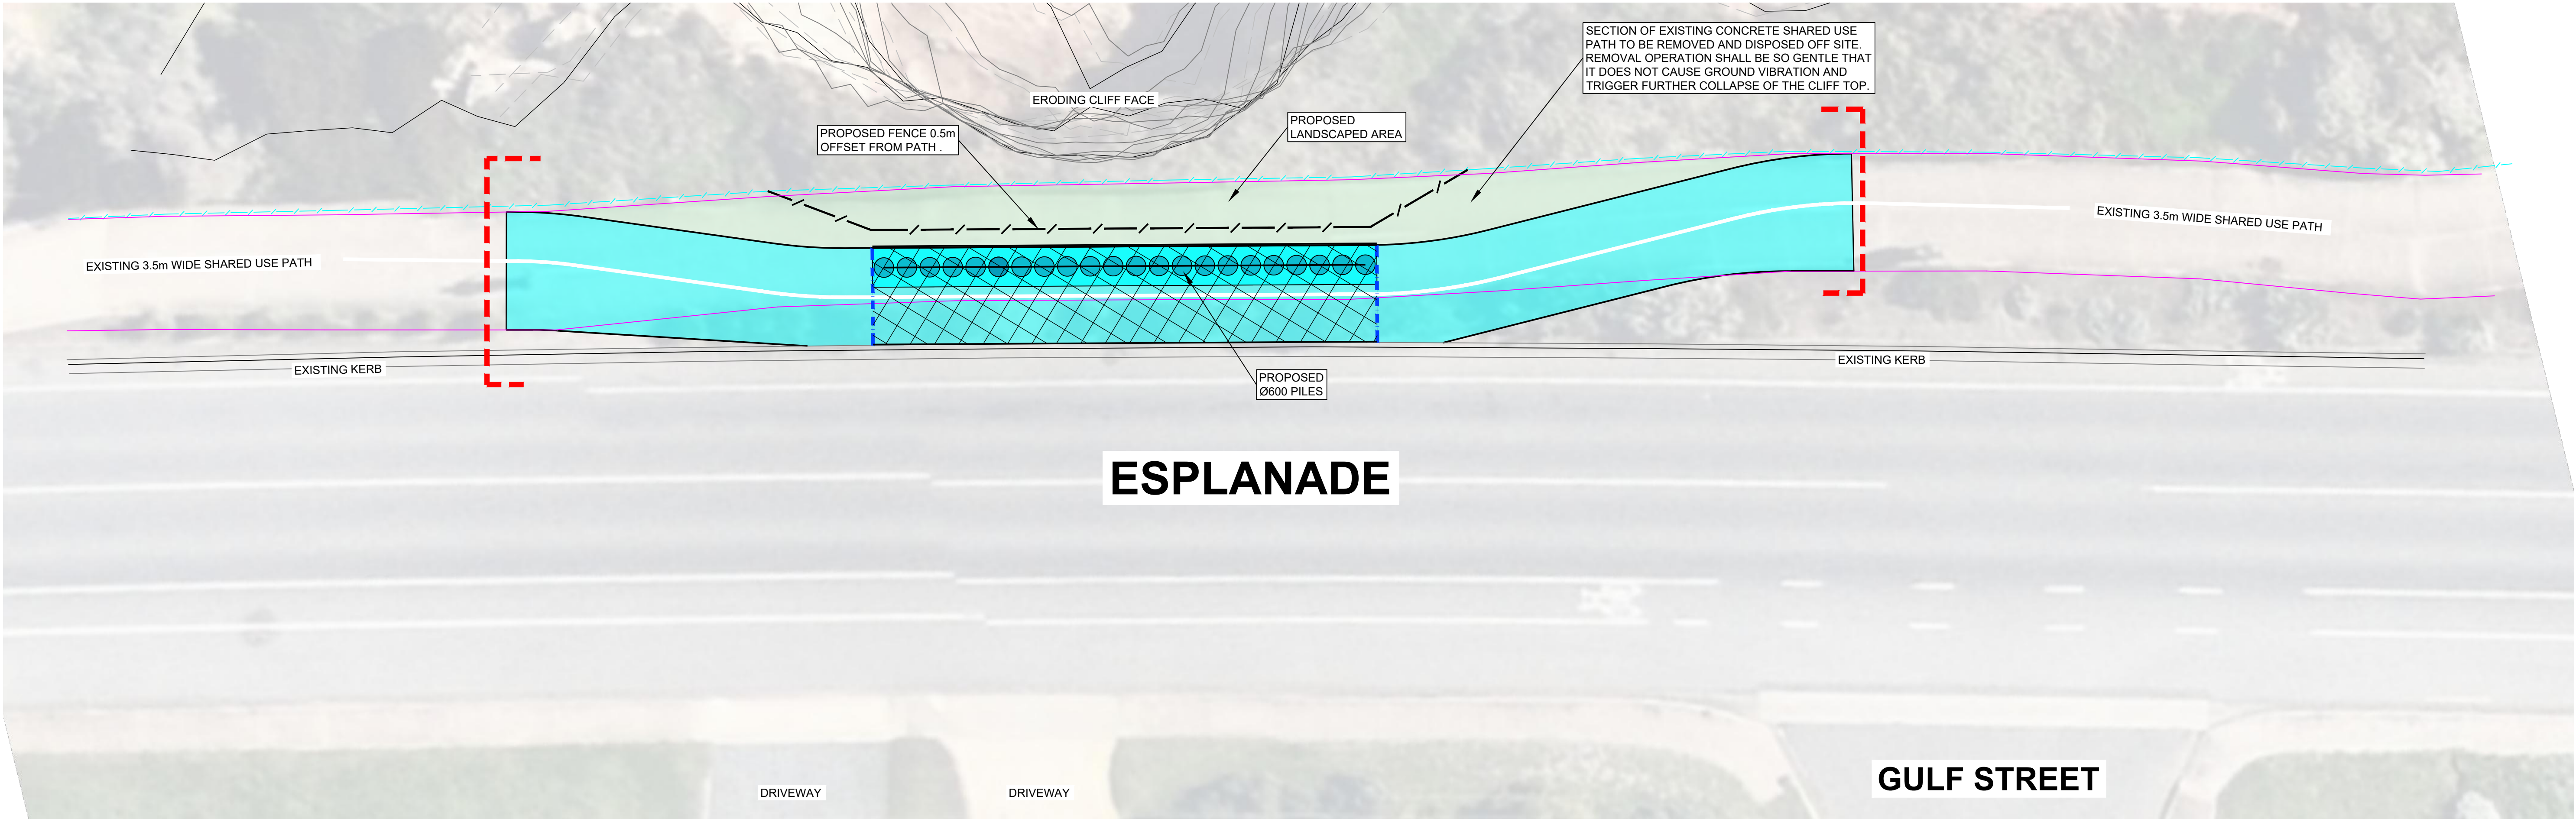 SECTION OF EXISTING CONCRETE SHARED USE
PATH TO BE REMOVED AND DISPOSED OFF SITE.
REMOVAL OPERATION SHALL BE SO GENTLE THAT
IT DOES NOT CAUSE GROUND VIBRATION AND
TRIGGER FURTHER COLLAPSE OF THE CLIFF TOP.
ERODING CLIFF FACE
PROPOSED
LANDSCAPED AREA
PROPOSED FENCE 0.5m
OFFSET FROM PATH .
EXISTING 3.5m WIDE SHARED USE PATH
EXISTING 3.5m WIDE SHARED USE PATH
EXISTING KERB
EXISTING KERB
PROPOSED
Ø600 PILES
ESPLANADE
GULF STREET
DRIVEWAY
DRIVEWAY